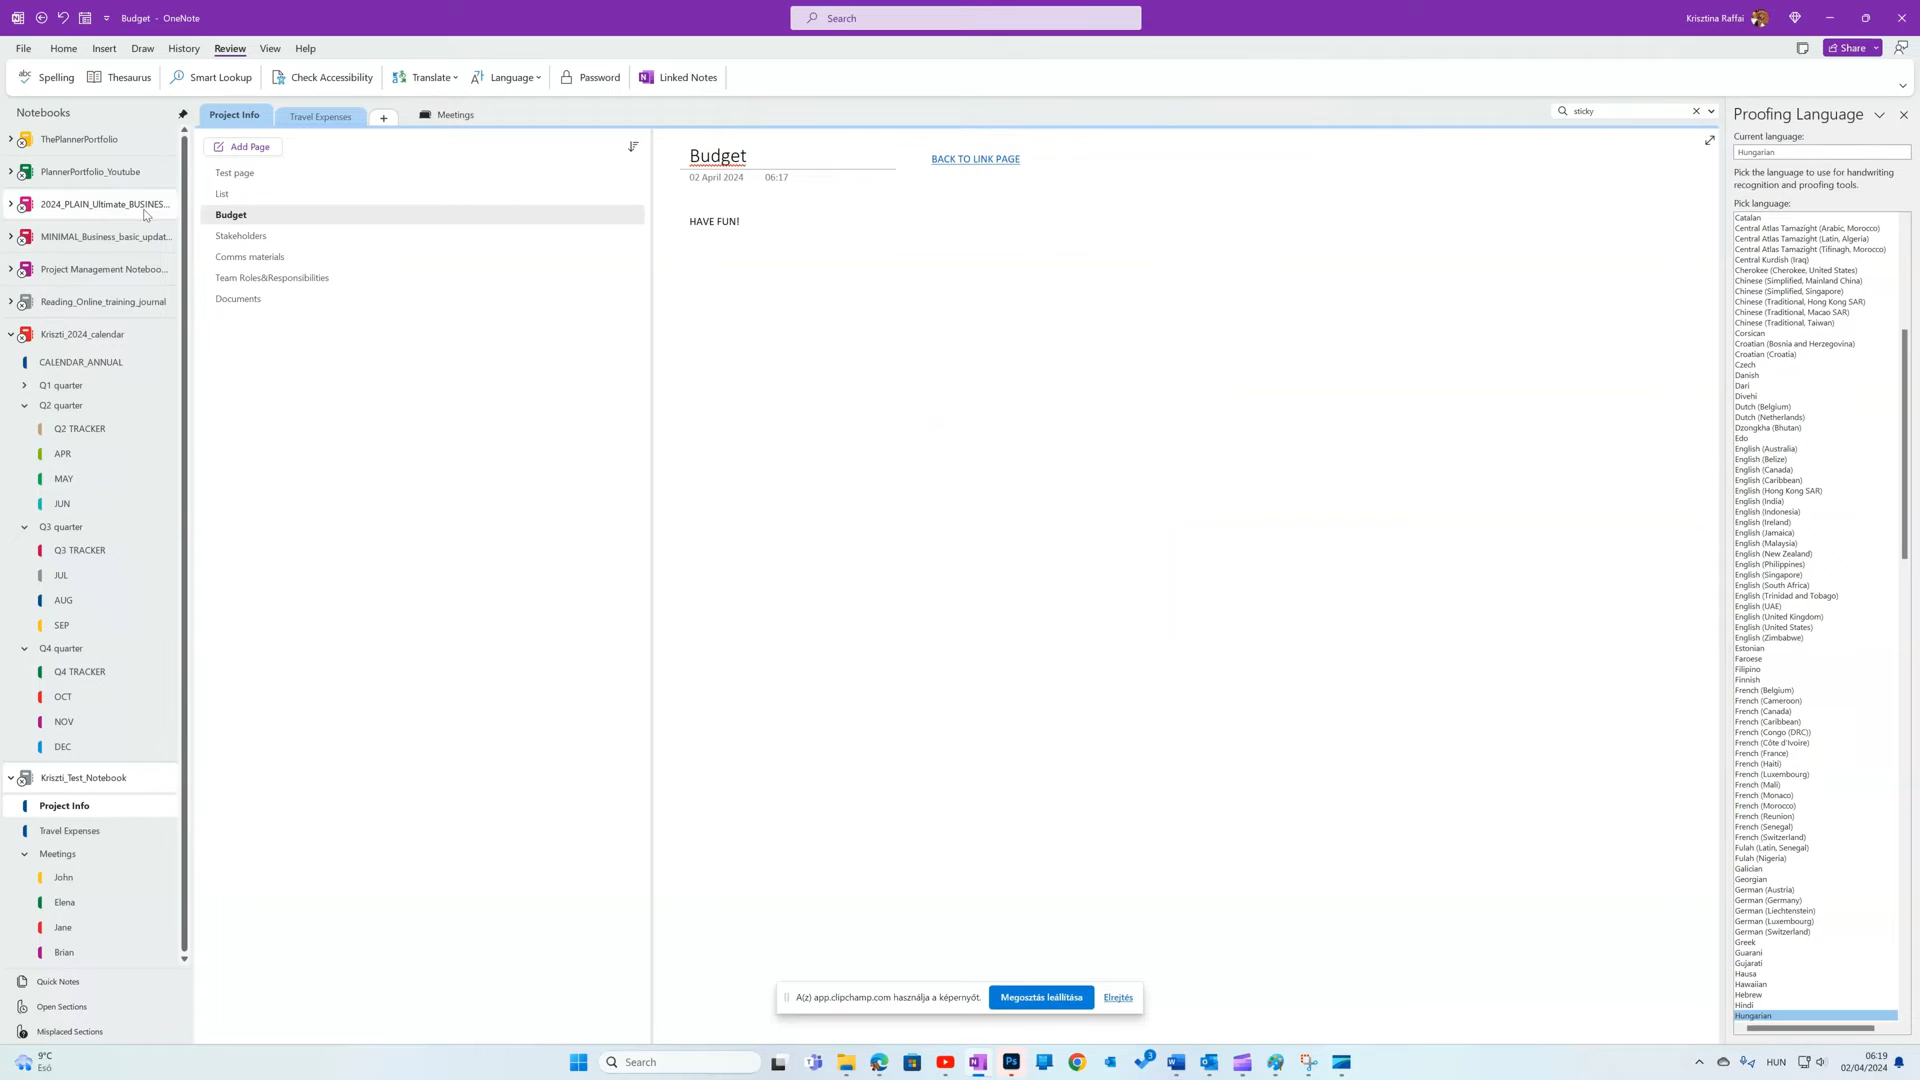 Budget - OneNote
Search
Krisztina Raffai
File Home Insert Draw History Review View Help
Share
abc Spelling Thesaurus Smart Lookup Check Accessibility Translate Language Password Linked Notes
Notebooks
ThePlannerPortfolio
PlannerPortfolio_Youtube
2024_PLAIN_Ultimate_BUSINES...
MINIMAL_Business_basic_updat...
Project Management Noteboo...
Reading_Online_training_journal
Kriszti_2024_calendar
CALENDAR_ANNUAL
Q1 quarter
Q2 quarter
Q2 TRACKER
APR
MAY
JUN
Q3 quarter
Q3 TRACKER
JUL
AUG
SEP
Q4 quarter
Q4 TRACKER
OCT
NOV
DEC
Kriszti_Test_Notebook
Project Info
Travel Expenses
Meetings
John
Elena
Jane
Brian
Quick Notes
Open Sections
Misplaced Sections
Project Info Travel Expenses + Meetings
sticky
Add Page
Test page
List
Budget
Stakeholders
Comms materials
Team Roles&Responsibilities
Documents
Budget
BACK TO LINK PAGE
02 April 2024 06:17
HAVE FUN!
Proofing Language
Current language:
Hungarian
Pick the language to use for handwriting
recognition and proofing tools.
Pick language:
Catalan
Central Atlas Tamazight (Arabic, Morocco)
Central Atlas Tamazight (Latin, Algeria)
Central Atlas Tamazight (Tifinagh, Morocco)
Central Kurdish (Iraq)
Cherokee (Cherokee, United States)
Chinese (Simplified, Mainland China)
Chinese (Simplified, Singapore)
Chinese (Traditional, Hong Kong SAR)
Chinese (Traditional, Macao SAR)
Chinese (Traditional, Taiwan)
Corsican
Croatian (Bosnia and Herzegovina)
Croatian (Croatia)
Czech
Danish
Dari
Divehi
Dutch (Belgium)
Dutch (Netherlands)
Dzongkha (Bhutan)
Edo
English (Australia)
English (Belize)
English (Canada)
English (Caribbean)
English (Hong Kong SAR)
English (India)
English (Indonesia)
English (Ireland)
English (Jamaica)
English (Malaysia)
English (New Zealand)
English (Philippines)
English (Singapore)
English (South Africa)
English (Trinidad and Tobago)
English (UAE)
English (United Kingdom)
English (United States)
English (Zimbabwe)
Estonian
Faroese
Filipino
Finnish
French (Belgium)
French (Cameroon)
French (Canada)
French (Caribbean)
French (Congo (DRC))
French (Côte d'Ivoire)
French (France)
French (Haiti)
French (Luxembourg)
French (Mali)
French (Monaco)
French (Morocco)
French (Reunion)
French (Senegal)
French (Switzerland)
Fulah (Latin, Senegal)
Fulah (Nigeria)
Galician
Georgian
German (Austria)
German (Germany)
German (Liechtenstein)
German (Luxembourg)
German (Switzerland)
Greek
Guarani
Gujarati
Hausa
Hawaiian
Hebrew
Hindi
Hungarian
A(z) app.clipchamp.com használja a képernyőt. Megosztás leállítása Elrejtés
9°C
Eső
Search
Ps
3
HUN
06:19
02/04/2024